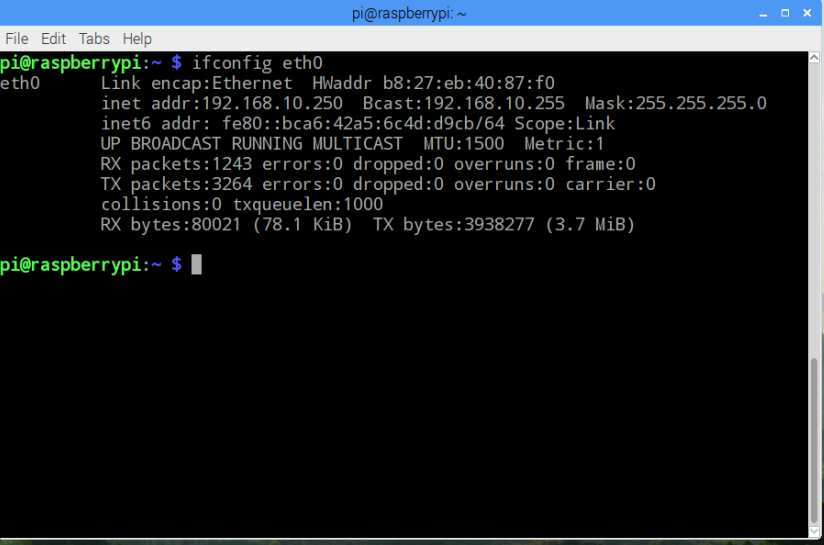 pi@raspberrypi: ~
File Edit Tabs Help
pi@raspberrypi:~ $ ifconfig eth0
eth0      Link encap:Ethernet  HWaddr b8:27:eb:40:87:f0
          inet addr:192.168.10.250  Bcast:192.168.10.255  Mask:255.255.255.0
          inet6 addr: fe80::bca6:42a5:6c4d:d9cb/64 Scope:Link
          UP BROADCAST RUNNING MULTICAST  MTU:1500  Metric:1
          RX packets:1243 errors:0 dropped:0 overruns:0 frame:0
          TX packets:3264 errors:0 dropped:0 overruns:0 carrier:0
          collisions:0 txqueuelen:1000
          RX bytes:80021 (78.1 KiB)  TX bytes:3938277 (3.7 MiB)
pi@raspberrypi:~ $